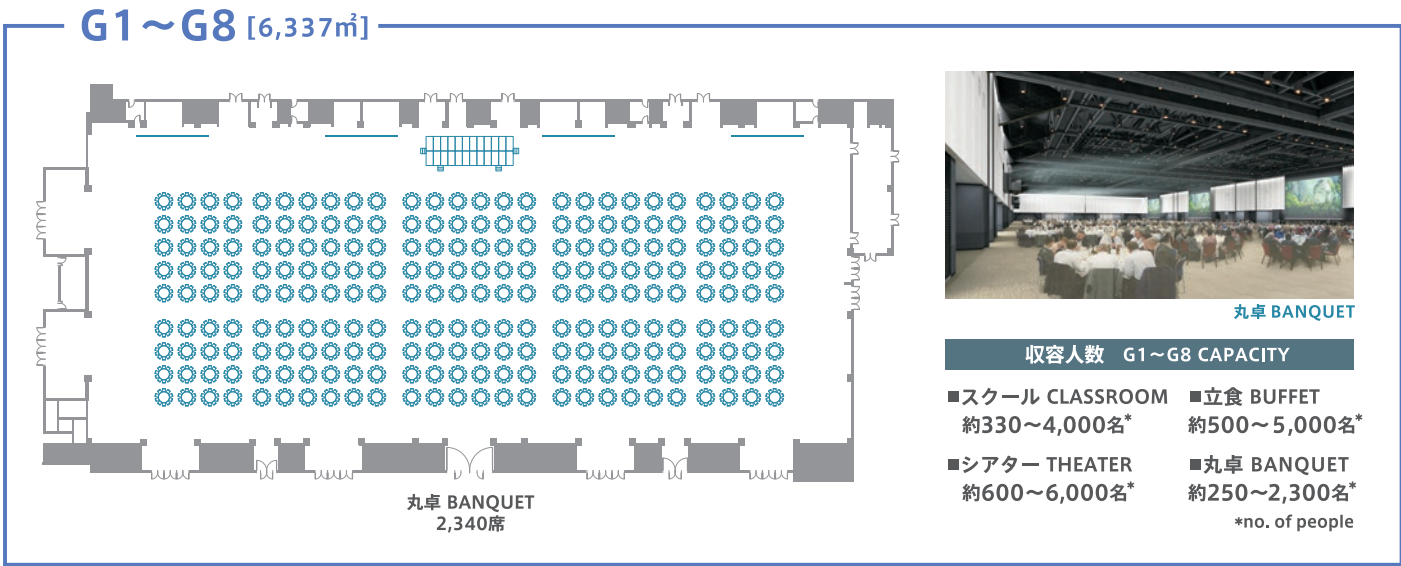 G1～G8 [6,337㎡]
丸卓 BANQUET
2,340席
丸卓 BANQUET
収容人数 G1～G8 CAPACITY
■スクール CLASSROOM
約330～4,000名*
■立食 BUFFET
約500～5,000名*
■シアター THEATER
約600～6,000名*
■丸卓 BANQUET
約250～2,300名*
*no. of people